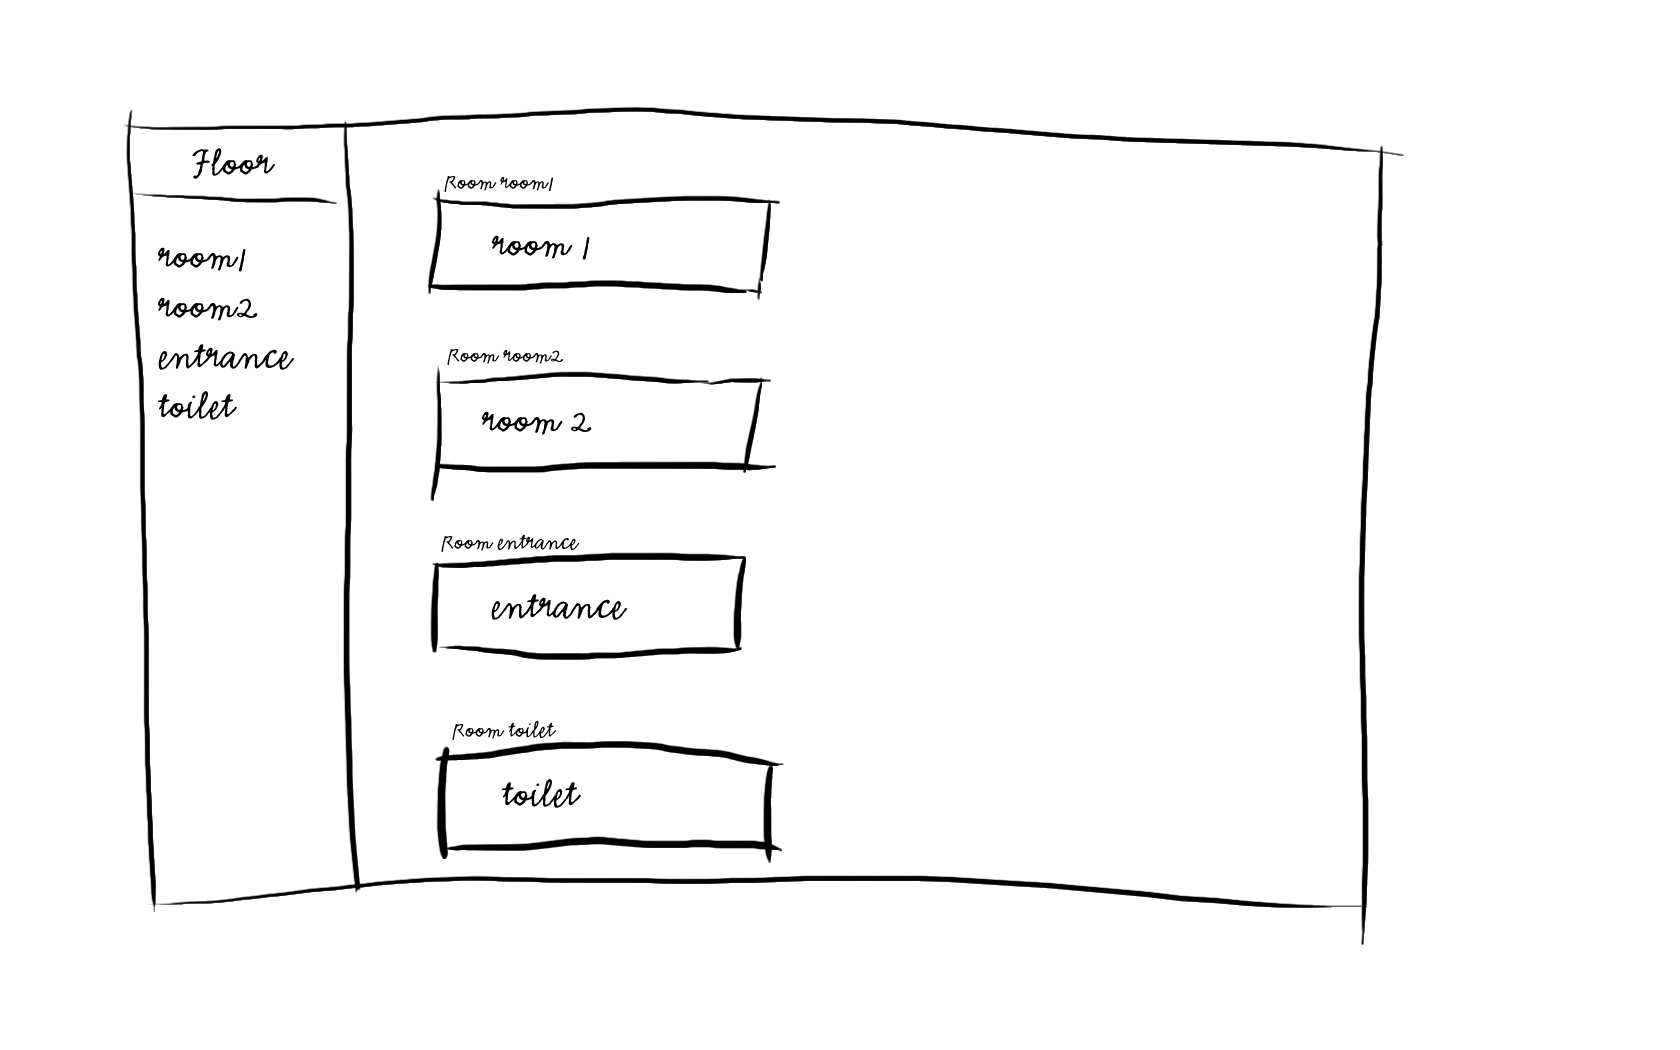 Floor
room1
room2
entrance
toilet
Room room1
room 1
Room room2
room 2
Room entrance
entrance
Room toilet
toilet